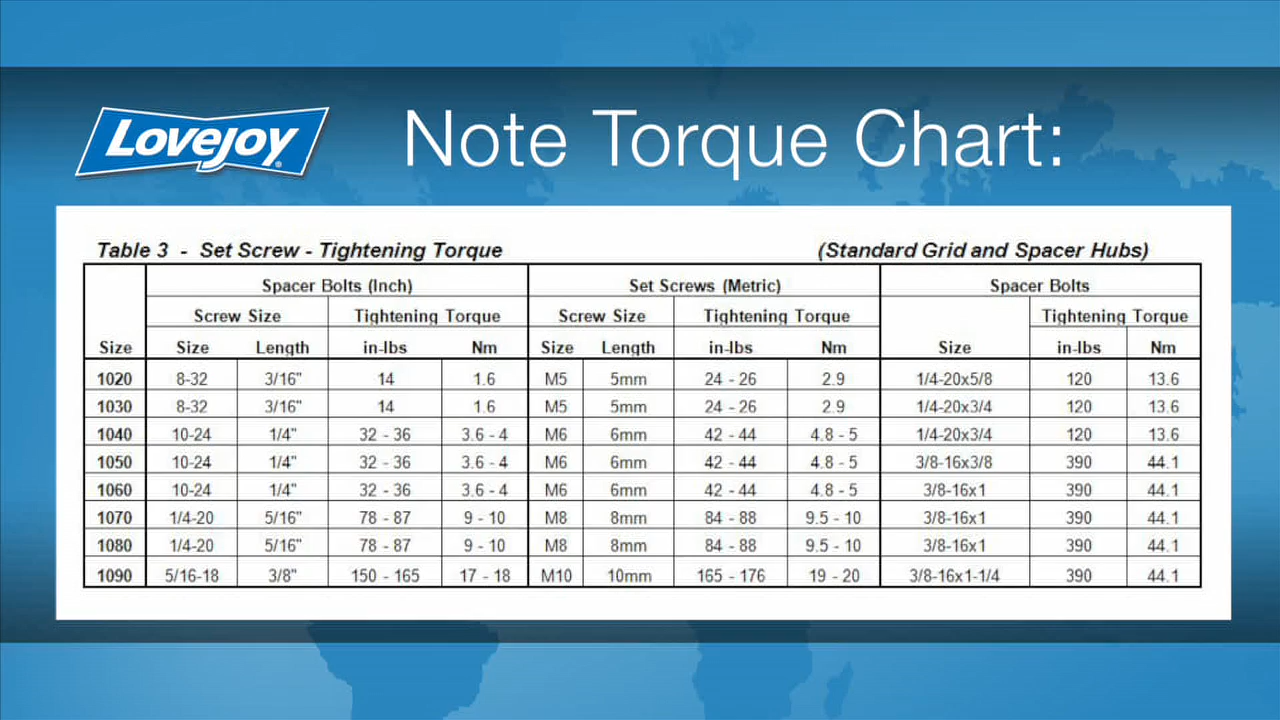 Lovejoy®
Note Torque Chart:
Table 3 - Set Screw - Tightening Torque (Standard Grid and Spacer Hubs)
Spacer Bolts (Inch) Set Screws (Metric) Spacer Bolts
Screw Size Tightening Torque Screw Size Tightening Torque Tightening Torque
Size Size Length in-lbs Nm Size Length in-lbs Nm Size in-lbs Nm
1020 8-32 3/16" 14 1.6 M5 5mm 24 - 26 2.9 1/4-20x5/8 120 13.6
1030 8-32 3/16" 14 1.6 M5 5mm 24 - 26 2.9 1/4-20x3/4 120 13.6
1040 10-24 1/4" 32 - 36 3.6 - 4 M6 6mm 42 - 44 4.8 - 5 1/4-20x3/4 120 13.6
1050 10-24 1/4" 32 - 36 3.6 - 4 M6 6mm 42 - 44 4.8 - 5 3/8-16x3/8 390 44.1
1060 10-24 1/4" 32 - 36 3.6 - 4 M6 6mm 42 - 44 4.8 - 5 3/8-16x1 390 44.1
1070 1/4-20 5/16" 78 - 87 9 - 10 M8 8mm 84 - 88 9.5 - 10 3/8-16x1 390 44.1
1080 1/4-20 5/16" 78 - 87 9 - 10 M8 8mm 84 - 88 9.5 - 10 3/8-16x1 390 44.1
1090 5/16-18 3/8" 150 - 165 17 - 18 M10 10mm 165 - 176 19 - 20 3/8-16x1-1/4 390 44.1